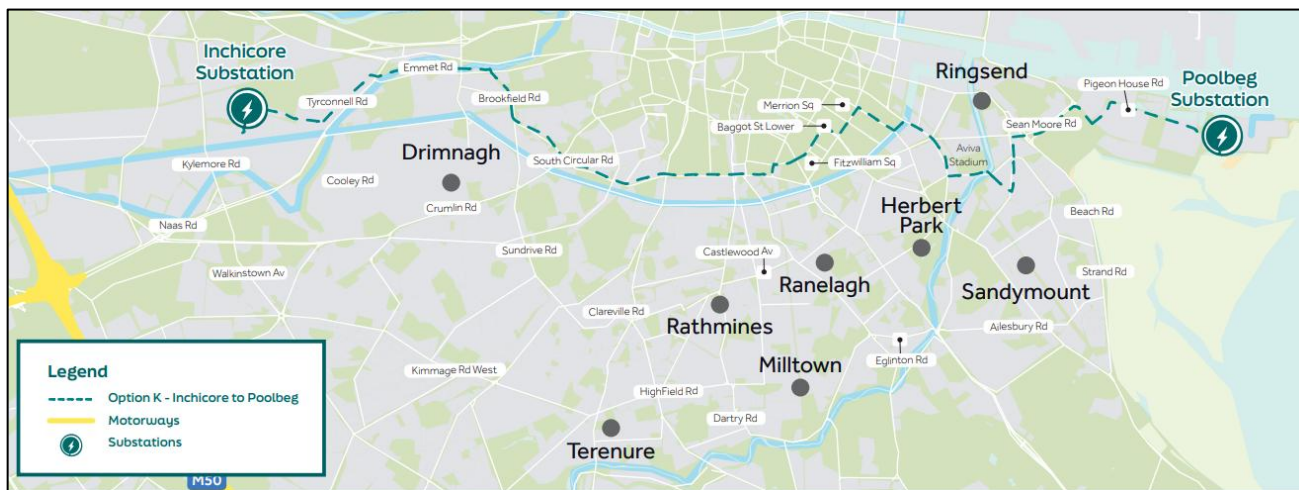 Inchicore
Substation
Emmet Rd
Tyrconnell Rd
Brookfield Rd
Merrion Sq
Baggot St Lower
Ringsend
Pigeon House Rd
Poolbeg
Substation
Sean Moore Rd
Aviva
Stadium
Kylemore Rd
Drimnagh
South Circular Rd
Fitzwilliam Sq
Cooley Rd
Crumlin Rd
Herbert
Park
Beach Rd
Naas Rd
Sundrive Rd
Castlewood Av
Walkinstown Av
Ranelagh
Sandymount
Strand Rd
Clareville Rd
Rathmines
Ailesbury Rd
Milltown
Eglinton Rd
Kimmage Rd West
HighField Rd
Dartry Rd
Terenure
Legend
Option K - Inchicore to Poolbeg
Motorways
Substations
M50